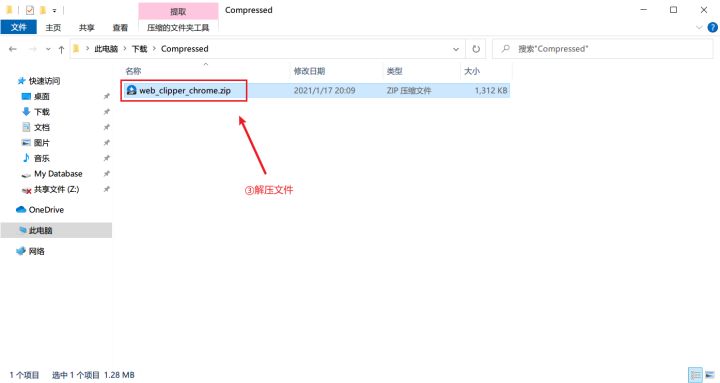 提取
Compressed
文件
主页
共享
查看
压缩的文件夹工具
此电脑 > 下载 > Compressed
搜索"Compressed"
名称
修改日期
类型
大小
web_clipper_chrome.zip
2021/1/17 20:09
ZIP 压缩文件
1,312 KB
快速访问
桌面
下载
文档
图片
音乐
My Database
共享文件 (Z:)
OneDrive
此电脑
网络
③解压文件
1 个项目
选中 1 个项目 1.28 MB